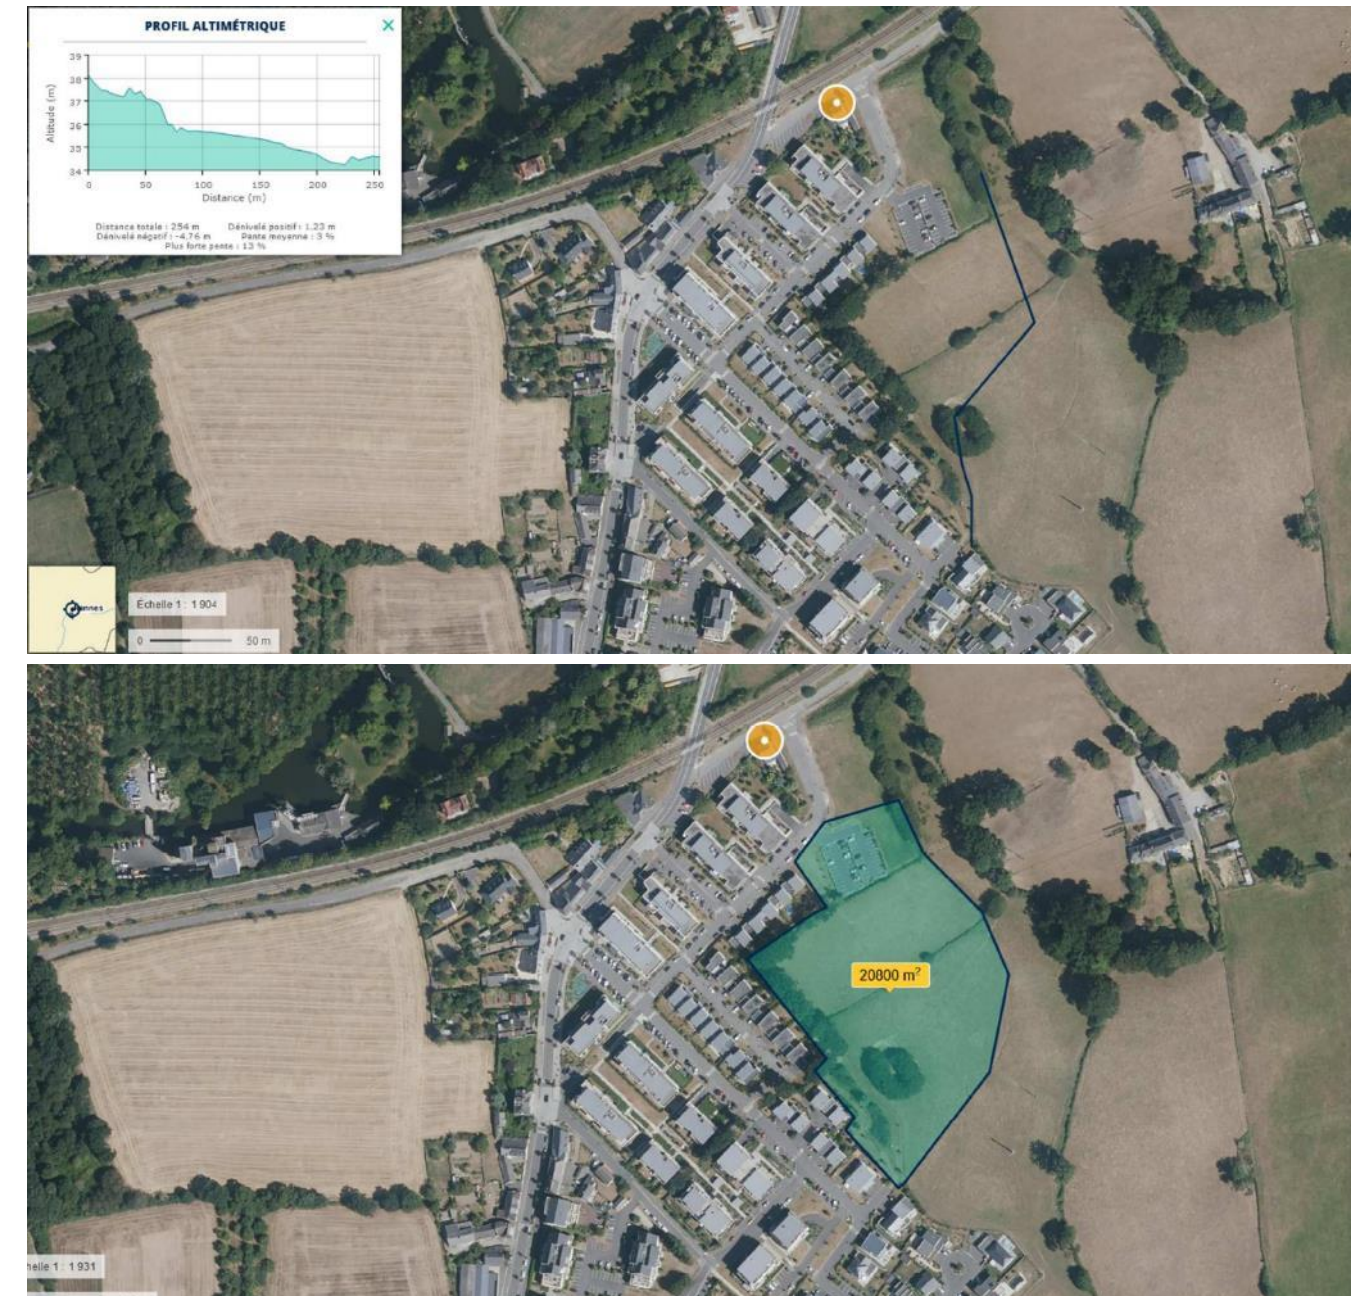 PROFIL ALTIMÉTRIQUE
×
39
38
37
36
35
34
Altitude (m)
0 50 100 150 200 250
Distance (m)
Distance totale : 254 m Dénivelé positif : 1,23 m
Dénivelé négatif : -4,76 m Pente moyenne : 3 %
Plus forte pente : 13 %
Échelle 1 : 1 904
0 50 m
20800 m²
helle 1 : 1 931